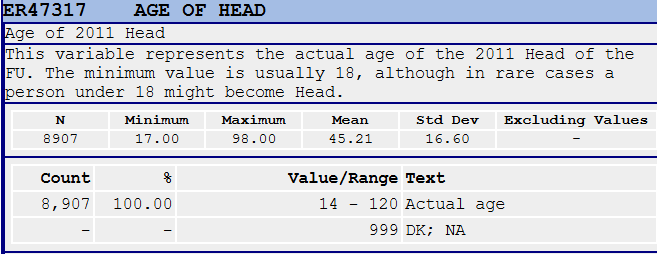 ER47317 AGE OF HEAD
Age of 2011 Head
This variable represents the actual age of the 2011 Head of the
FU. The minimum value is usually 18, although in rare cases a
person under 18 might become Head.
N Minimum Maximum Mean Std Dev Excluding Values
8907 17.00 98.00 45.21 16.60 -
Count % Value/Range Text
8,907 100.00 14 - 120 Actual age
- - 999 DK; NA